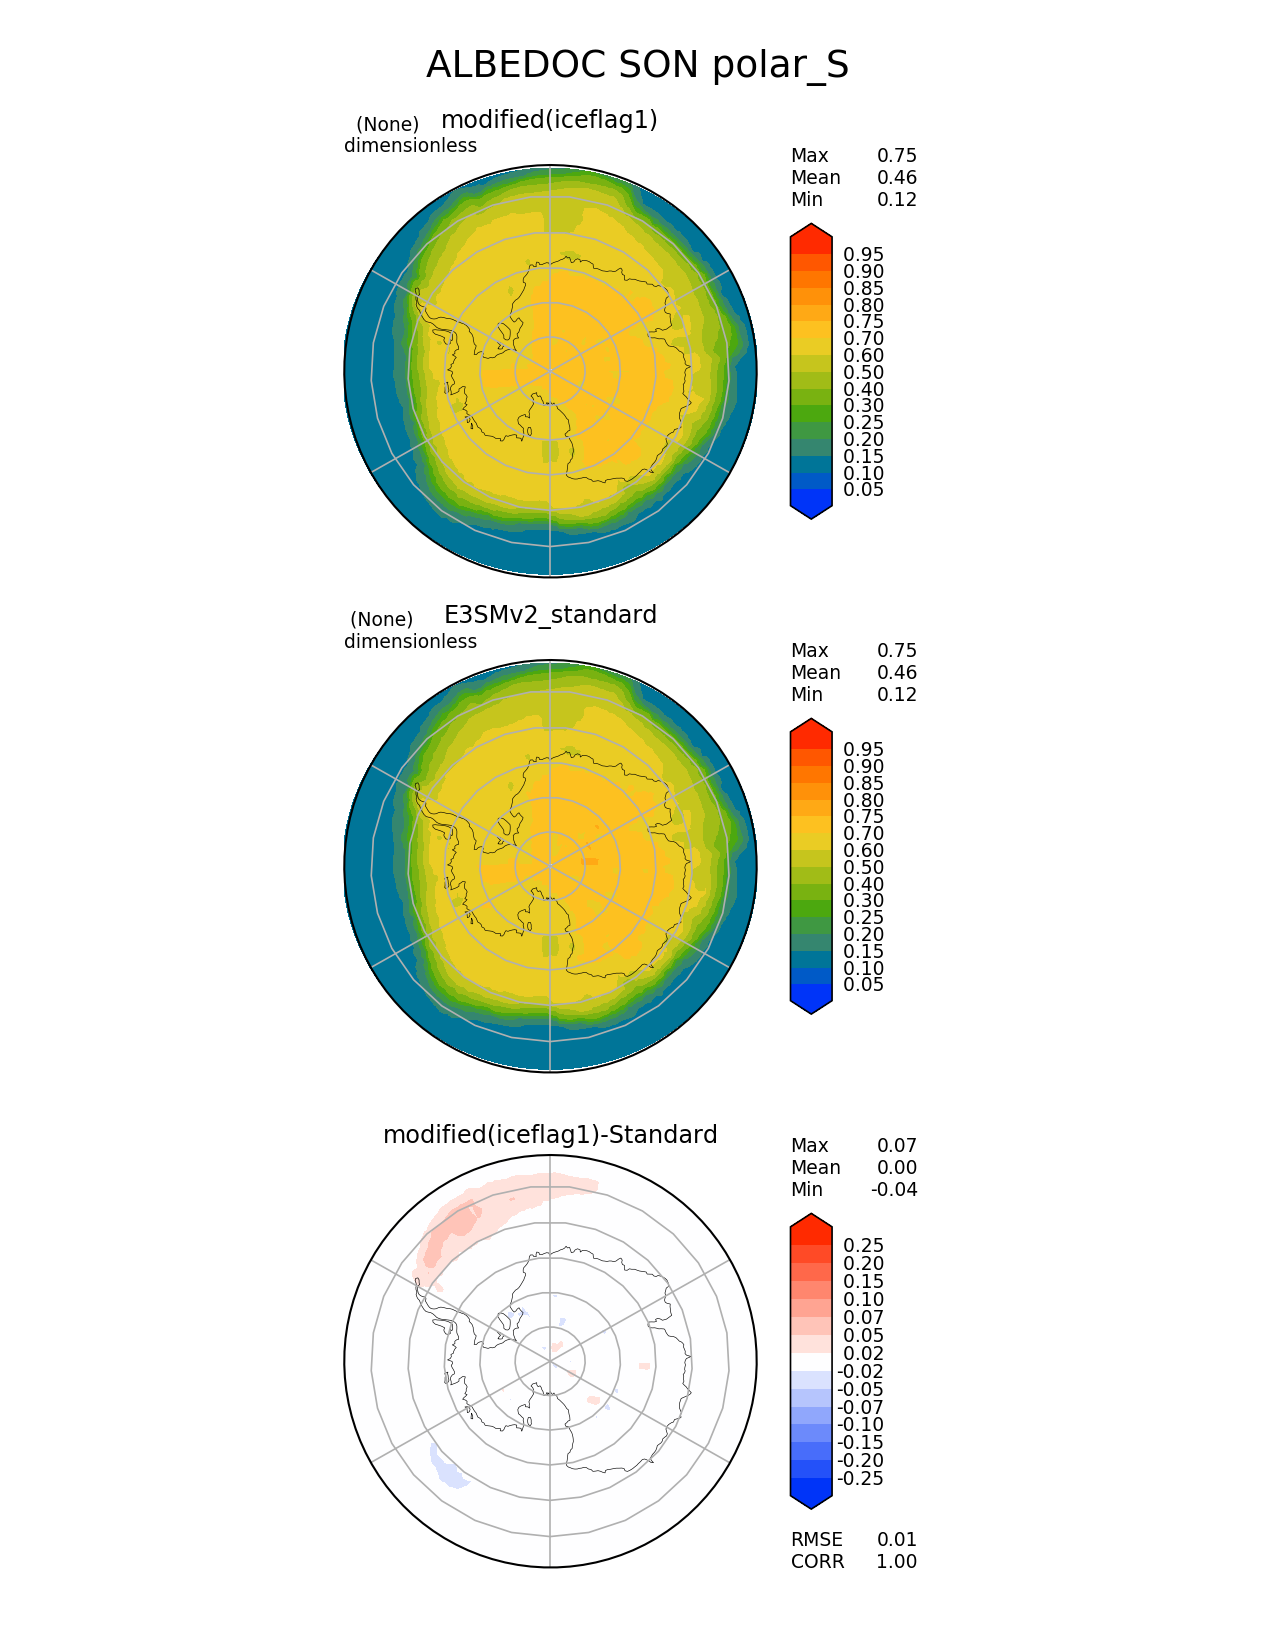 ALBEDOC SON polar_S
(None) modified(iceflag1)
dimensionless
Max 0.75
Mean 0.46
Min 0.12
0.95
0.90
0.85
0.80
0.75
0.70
0.60
0.50
0.40
0.30
0.25
0.20
0.15
0.10
0.05
(None) E3SMv2_standard
dimensionless
Max 0.75
Mean 0.46
Min 0.12
0.95
0.90
0.85
0.80
0.75
0.70
0.60
0.50
0.40
0.30
0.25
0.20
0.15
0.10
0.05
modified(iceflag1)-Standard
Max 0.07
Mean 0.00
Min -0.04
0.25
0.20
0.15
0.10
0.07
0.05
0.02
-0.02
-0.05
-0.07
-0.10
-0.15
-0.20
-0.25
RMSE 0.01
CORR 1.00